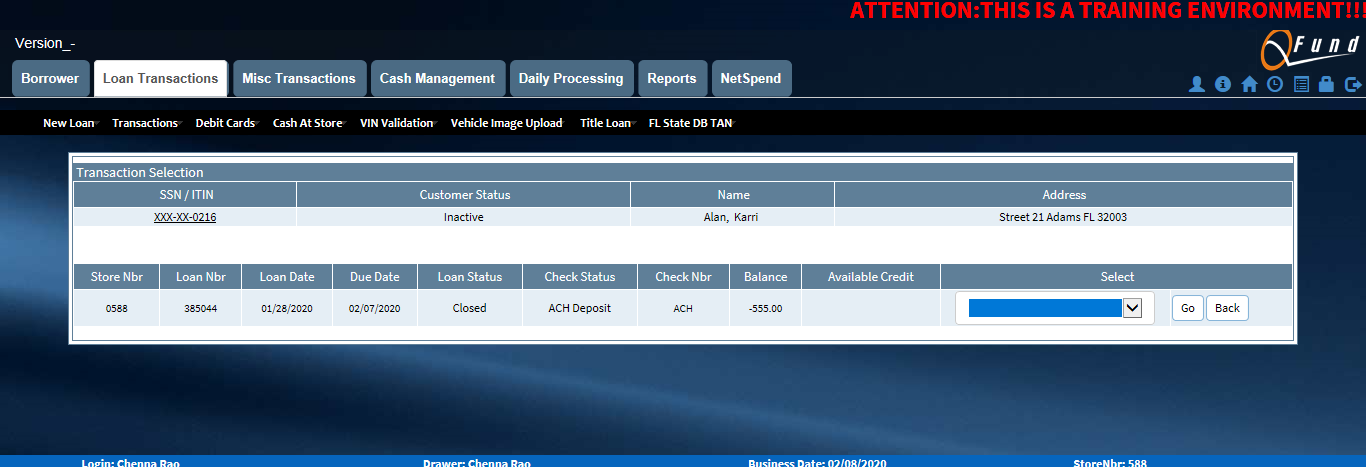 ATTENTION:THIS IS A TRAINING ENVIRONMENT!!!
Version_-
QFund
Borrower Loan Transactions Misc Transactions Cash Management Daily Processing Reports NetSpend
New Loan Transactions Debit Cards Cash At Store VIN Validation Vehicle Image Upload Title Loan FL State DB TAN
Transaction Selection
SSN / ITIN Customer Status Name Address
XXX-XX-0216 Inactive Alan, Karri Street 21 Adams FL 32003
Store Nbr Loan Nbr Loan Date Due Date Loan Status Check Status Check Nbr Balance Available Credit Select
0588 385044 01/28/2020 02/07/2020 Closed ACH Deposit ACH -555.00 Go Back
Login: Chenna Rao Drawer: Chenna Rao Business Date: 02/08/2020 StoreNbr: 588